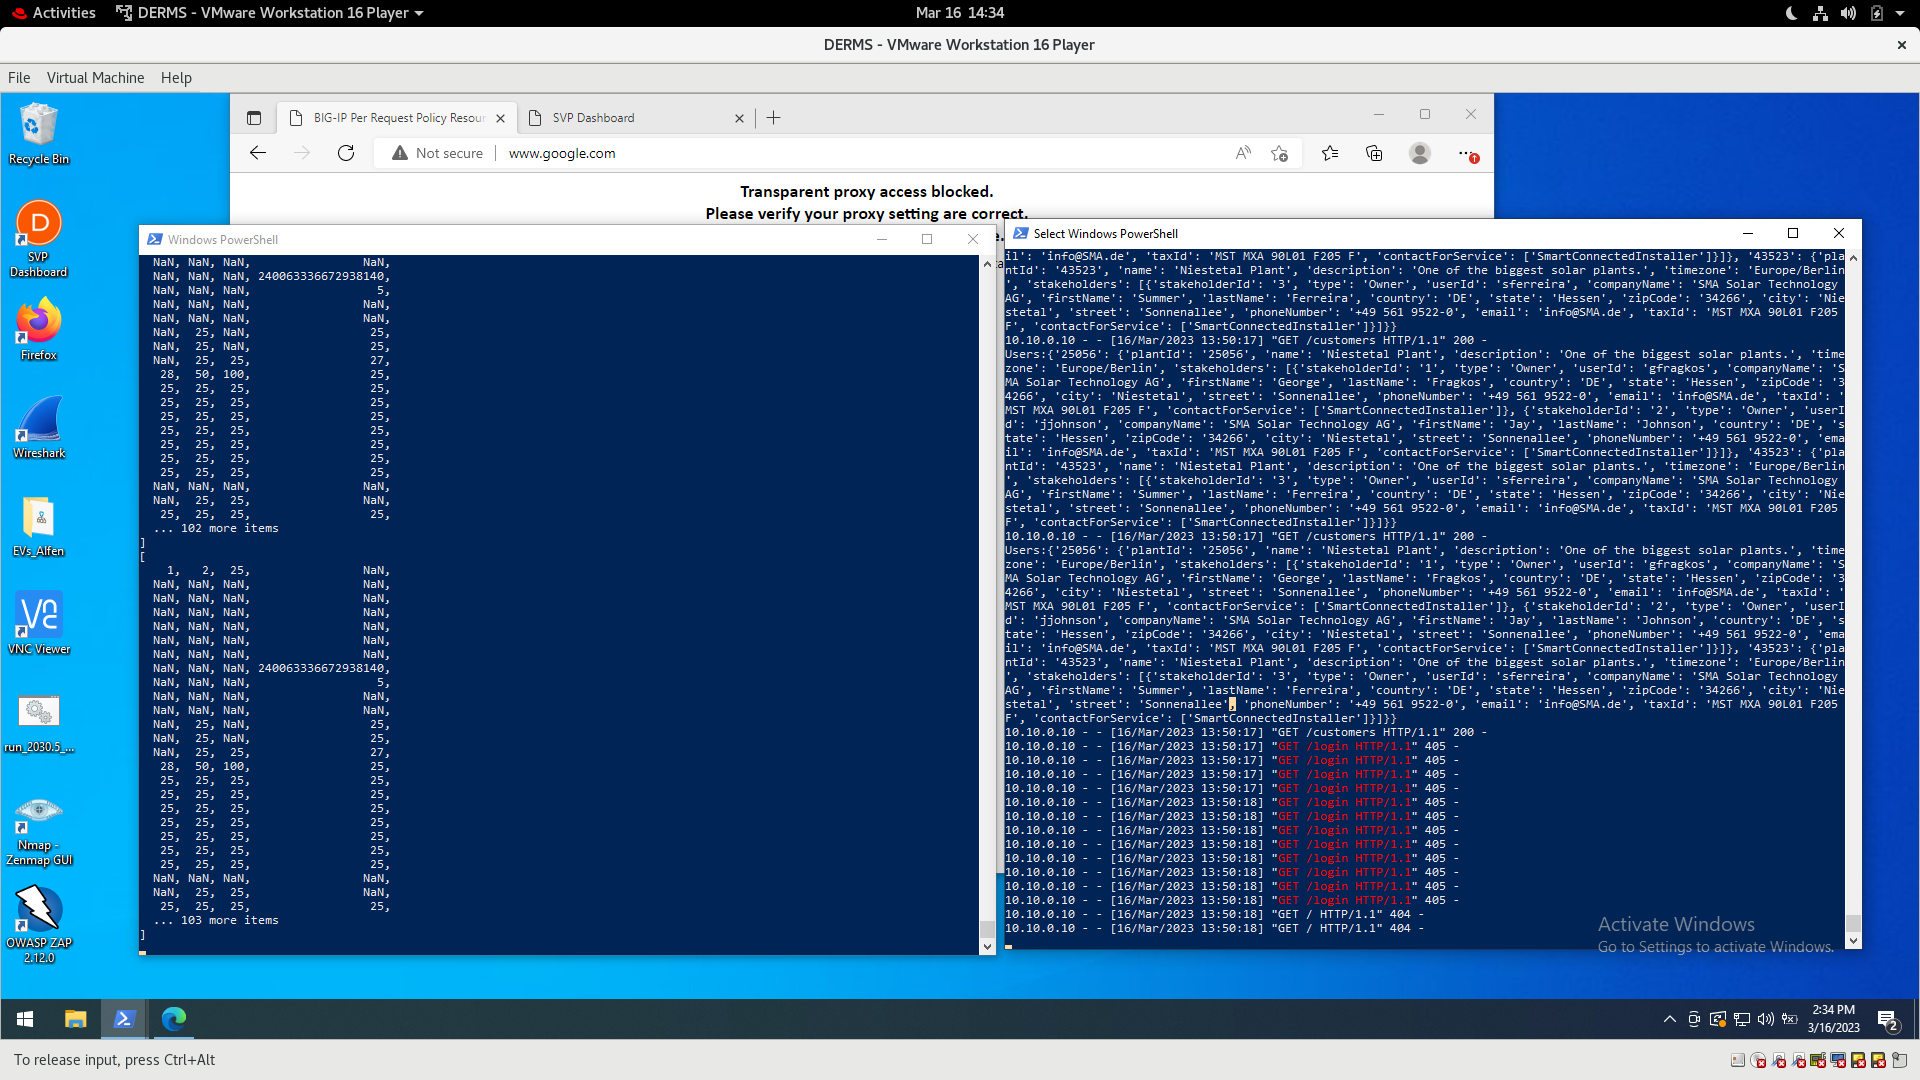 Activities
DERMS - VMware Workstation 16 Player
Mar 16 14:34
DERMS - VMware Workstation 16 Player
File Virtual Machine Help
Recycle Bin
SVP Dashboard
Firefox
Wireshark
EVs_Alfen
VNC Viewer
run_2030.5_...
Nmap - Zenmap GUI
OWASP ZAP 2.12.0
BIG-IP Per Request Policy Resour
SVP Dashboard
Not secure www.google.com
Transparent proxy access blocked.
Please verify your proxy setting are correct.
Windows PowerShell
NaN, NaN, NaN, NaN,
NaN, NaN, NaN, 240063336672938140,
NaN, NaN, NaN, 5,
NaN, NaN, NaN, NaN,
NaN, NaN, NaN, NaN,
NaN, 25, NaN, 25,
NaN, 25, NaN, 25,
NaN, 25, 25, 27,
28, 50, 100, 25,
25, 25, 25, 25,
25, 25, 25, 25,
25, 25, 25, 25,
25, 25, 25, 25,
25, 25, 25, 25,
25, 25, 25, 25,
25, 25, 25, 25,
NaN, NaN, NaN, NaN,
NaN, 25, 25, NaN,
25, 25, 25, 25,
... 102 more items
]
[
1, 2, 25, NaN,
NaN, NaN, NaN, NaN,
NaN, NaN, NaN, NaN,
NaN, NaN, NaN, NaN,
NaN, NaN, NaN, NaN,
NaN, NaN, NaN, NaN,
NaN, NaN, NaN, NaN,
NaN, NaN, NaN, 240063336672938140,
NaN, NaN, NaN, 5,
NaN, NaN, NaN, NaN,
NaN, NaN, NaN, NaN,
NaN, 25, NaN, 25,
NaN, 25, NaN, 25,
NaN, 25, 25, 27,
28, 50, 100, 25,
25, 25, 25, 25,
25, 25, 25, 25,
25, 25, 25, 25,
25, 25, 25, 25,
25, 25, 25, 25,
25, 25, 25, 25,
25, 25, 25, 25,
NaN, NaN, NaN, NaN,
NaN, 25, 25, NaN,
25, 25, 25, 25,
... 103 more items
]
Select Windows PowerShell
il': 'info@SMA.de', 'taxId': 'MST MXA 90L01 F205 F', 'contactForService': ['SmartConnectedInstaller']}]}, '43523': {'pla
ntId': '43523', 'name': 'Niestetal Plant', 'description': 'One of the biggest solar plants.', 'timezone': 'Europe/Berlin
', 'stakeholders': [{'stakeholderId': '3', 'type': 'Owner', 'userId': 'sferreira', 'companyName': 'SMA Solar Technology
AG', 'firstName': 'Summer', 'lastName': 'Ferreira', 'country': 'DE', 'state': 'Hessen', 'zipCode': '34266', 'city': 'Nie
stetal', 'street': 'Sonnenallee', 'phoneNumber': '+49 561 9522-0', 'email': 'info@SMA.de', 'taxId': 'MST MXA 90L01 F205
F', 'contactForService': ['SmartConnectedInstaller']}]}}
10.10.0.10 - - [16/Mar/2023 13:50:17] "GET /customers HTTP/1.1" 200 -
Users:{'25056': {'plantId': '25056', 'name': 'Niestetal Plant', 'description': 'One of the biggest solar plants.', 'time
zone': 'Europe/Berlin', 'stakeholders': [{'stakeholderId': '1', 'type': 'Owner', 'userId': 'gfragkos', 'companyName': 'S
MA Solar Technology AG', 'firstName': 'George', 'lastName': 'Fragkos', 'country': 'DE', 'state': 'Hessen', 'zipCode': '3
4266', 'city': 'Niestetal', 'street': 'Sonnenallee', 'phoneNumber': '+49 561 9522-0', 'email': 'info@SMA.de', 'taxId': '
MST MXA 90L01 F205 F', 'contactForService': ['SmartConnectedInstaller']}, {'stakeholderId': '2', 'type': 'Owner', 'userI
d': 'jjohnson', 'companyName': 'SMA Solar Technology AG', 'firstName': 'Jay', 'lastName': 'Johnson', 'country': 'DE', 's
tate': 'Hessen', 'zipCode': '34266', 'city': 'Niestetal', 'street': 'Sonnenallee', 'phoneNumber': '+49 561 9522-0', 'ema
il': 'info@SMA.de', 'taxId': 'MST MXA 90L01 F205 F', 'contactForService': ['SmartConnectedInstaller']}]}, '43523': {'pla
ntId': '43523', 'name': 'Niestetal Plant', 'description': 'One of the biggest solar plants.', 'timezone': 'Europe/Berlin
', 'stakeholders': [{'stakeholderId': '3', 'type': 'Owner', 'userId': 'sferreira', 'companyName': 'SMA Solar Technology
AG', 'firstName': 'Summer', 'lastName': 'Ferreira', 'country': 'DE', 'state': 'Hessen', 'zipCode': '34266', 'city': 'Nie
stetal', 'street': 'Sonnenallee', 'phoneNumber': '+49 561 9522-0', 'email': 'info@SMA.de', 'taxId': 'MST MXA 90L01 F205
F', 'contactForService': ['SmartConnectedInstaller']}]}}
10.10.0.10 - - [16/Mar/2023 13:50:17] "GET /customers HTTP/1.1" 200 -
Users:{'25056': {'plantId': '25056', 'name': 'Niestetal Plant', 'description': 'One of the biggest solar plants.', 'time
zone': 'Europe/Berlin', 'stakeholders': [{'stakeholderId': '1', 'type': 'Owner', 'userId': 'gfragkos', 'companyName': 'S
MA Solar Technology AG', 'firstName': 'George', 'lastName': 'Fragkos', 'country': 'DE', 'state': 'Hessen', 'zipCode': '3
4266', 'city': 'Niestetal', 'street': 'Sonnenallee', 'phoneNumber': '+49 561 9522-0', 'email': 'info@SMA.de', 'taxId': '
MST MXA 90L01 F205 F', 'contactForService': ['SmartConnectedInstaller']}, {'stakeholderId': '2', 'type': 'Owner', 'userI
d': 'jjohnson', 'companyName': 'SMA Solar Technology AG', 'firstName': 'Jay', 'lastName': 'Johnson', 'country': 'DE', 's
tate': 'Hessen', 'zipCode': '34266', 'city': 'Niestetal', 'street': 'Sonnenallee', 'phoneNumber': '+49 561 9522-0', 'ema
il': 'info@SMA.de', 'taxId': 'MST MXA 90L01 F205 F', 'contactForService': ['SmartConnectedInstaller']}]}, '43523': {'pla
ntId': '43523', 'name': 'Niestetal Plant', 'description': 'One of the biggest solar plants.', 'timezone': 'Europe/Berlin
', 'stakeholders': [{'stakeholderId': '3', 'type': 'Owner', 'userId': 'sferreira', 'companyName': 'SMA Solar Technology
AG', 'firstName': 'Summer', 'lastName': 'Ferreira', 'country': 'DE', 'state': 'Hessen', 'zipCode': '34266', 'city': 'Nie
stetal', 'street': 'Sonnenallee', 'phoneNumber': '+49 561 9522-0', 'email': 'info@SMA.de', 'taxId': 'MST MXA 90L01 F205
F', 'contactForService': ['SmartConnectedInstaller']}]}}
10.10.0.10 - - [16/Mar/2023 13:50:17] "GET /customers HTTP/1.1" 200 -
10.10.0.10 - - [16/Mar/2023 13:50:17] "GET /login HTTP/1.1" 405 -
10.10.0.10 - - [16/Mar/2023 13:50:17] "GET /login HTTP/1.1" 405 -
10.10.0.10 - - [16/Mar/2023 13:50:17] "GET /login HTTP/1.1" 405 -
10.10.0.10 - - [16/Mar/2023 13:50:17] "GET /login HTTP/1.1" 405 -
10.10.0.10 - - [16/Mar/2023 13:50:18] "GET /login HTTP/1.1" 405 -
10.10.0.10 - - [16/Mar/2023 13:50:18] "GET /login HTTP/1.1" 405 -
10.10.0.10 - - [16/Mar/2023 13:50:18] "GET /login HTTP/1.1" 405 -
10.10.0.10 - - [16/Mar/2023 13:50:18] "GET /login HTTP/1.1" 405 -
10.10.0.10 - - [16/Mar/2023 13:50:18] "GET /login HTTP/1.1" 405 -
10.10.0.10 - - [16/Mar/2023 13:50:18] "GET /login HTTP/1.1" 405 -
10.10.0.10 - - [16/Mar/2023 13:50:18] "GET /login HTTP/1.1" 405 -
10.10.0.10 - - [16/Mar/2023 13:50:18] "GET /login HTTP/1.1" 405 -
10.10.0.10 - - [16/Mar/2023 13:50:18] "GET / HTTP/1.1" 404 -
10.10.0.10 - - [16/Mar/2023 13:50:18] "GET / HTTP/1.1" 404 -
Activate Windows
Go to Settings to activate Windows.
2:34 PM
3/16/2023
2
To release input, press Ctrl+Alt